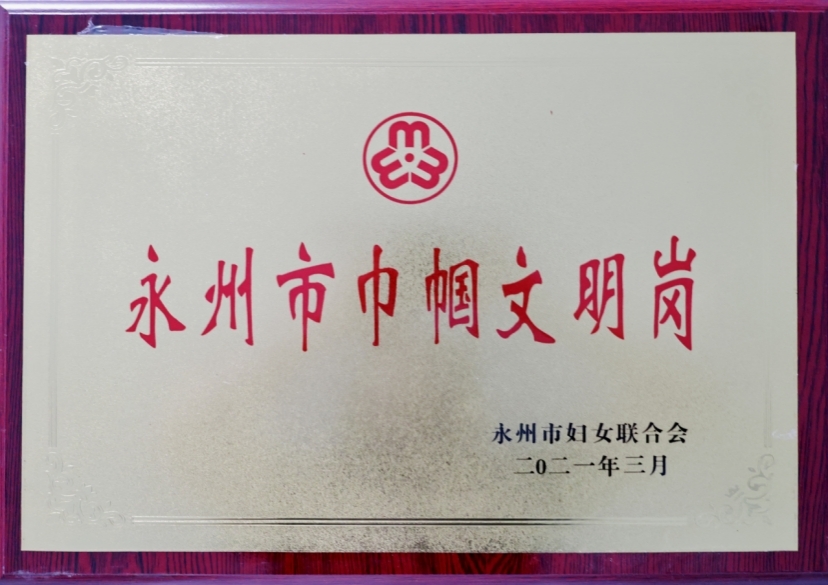 永州市巾帼文明岗
永州市妇女联合会
二0二一年三月